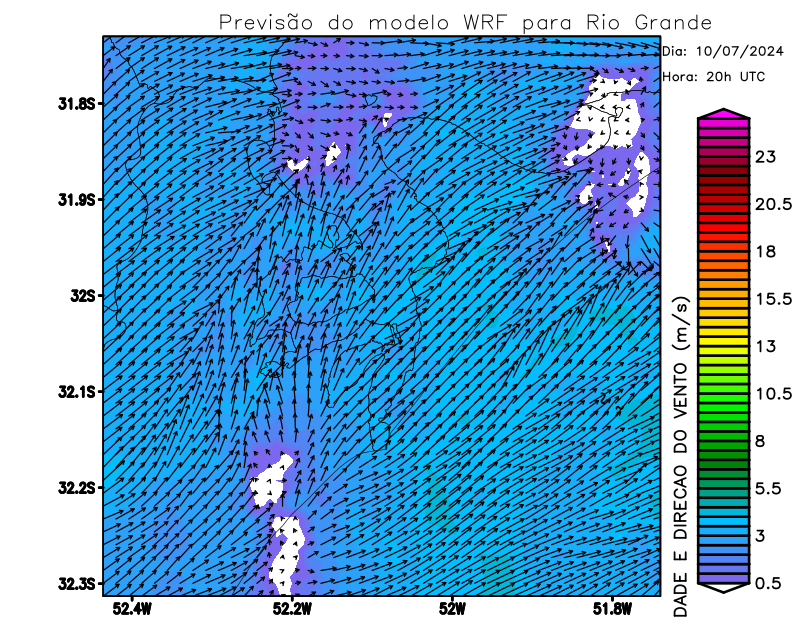 Previsão do modelo WRF para Rio Grande
Dia: 10/07/2024
Hora: 20h UTC
31.8S
31.9S
32S
32.1S
32.2S
32.3S
52.4W
52.2W
52W
51.8W
23
20.5
18
15.5
13
10.5
8
5.5
3
0.5
DADE E DIRECAO DO VENTO (m/s)